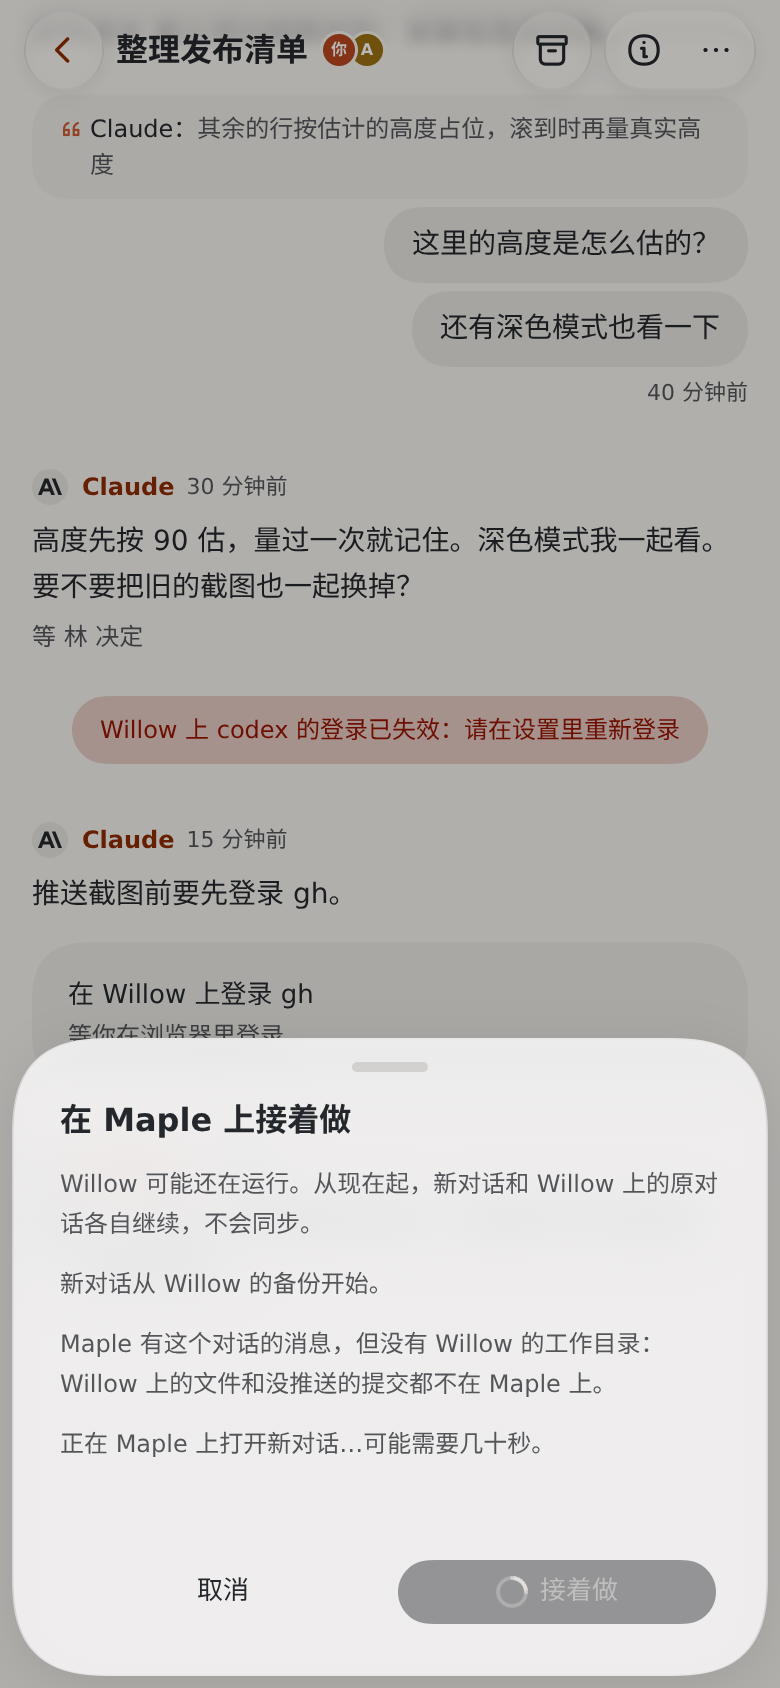 整理发布清单 你 A
Claude：其余的行按估计的高度占位，滚到时再量真实高
度
这里的高度是怎么估的？
还有深色模式也看一下
40 分钟前
Claude 30 分钟前
高度先按 90 估，量过一次就记住。深色模式我一起看。
要不要把旧的截图也一起换掉？
等 林 决定
Willow 上 codex 的登录已失效：请在设置里重新登录
Claude 15 分钟前
推送截图前要先登录 gh。
在 Willow 上登录 gh
等你在浏览器里登录
在 Maple 上接着做
Willow 可能还在运行。从现在起，新对话和 Willow 上的原对
话各自继续，不会同步。
新对话从 Willow 的备份开始。
Maple 有这个对话的消息，但没有 Willow 的工作目录：
Willow 上的文件和没推送的提交都不在 Maple 上。
正在 Maple 上打开新对话…可能需要几十秒。
取消
接着做